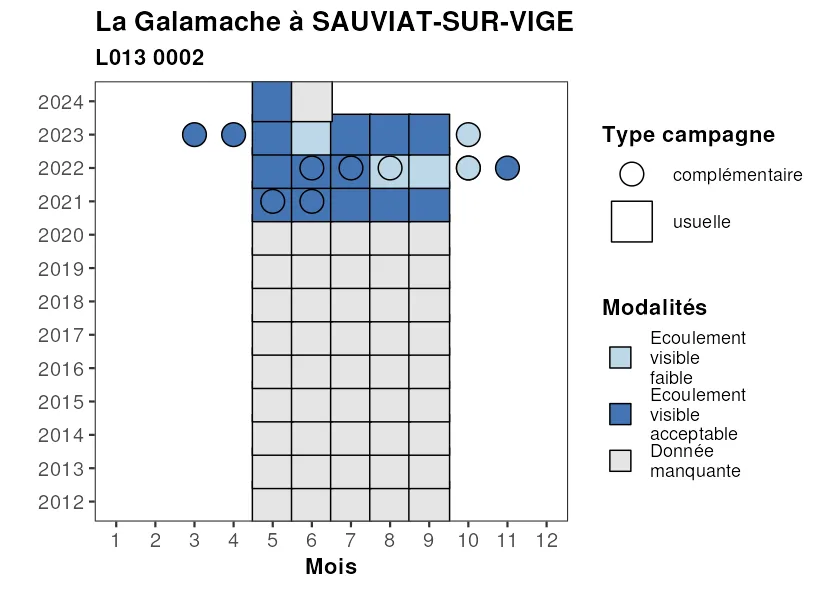 La Galamache à SAUVIAT-SUR-VIGE
L013 0002
2024
2023
2022
2021
2020
2019
2018
2017
2016
2015
2014
2013
2012
1 2 3 4 5 6 7 8 9 10 11 12
Mois
Type campagne
complémentaire
usuelle
Modalités
Ecoulement
visible
faible
Ecoulement
visible
acceptable
Donnée
manquante